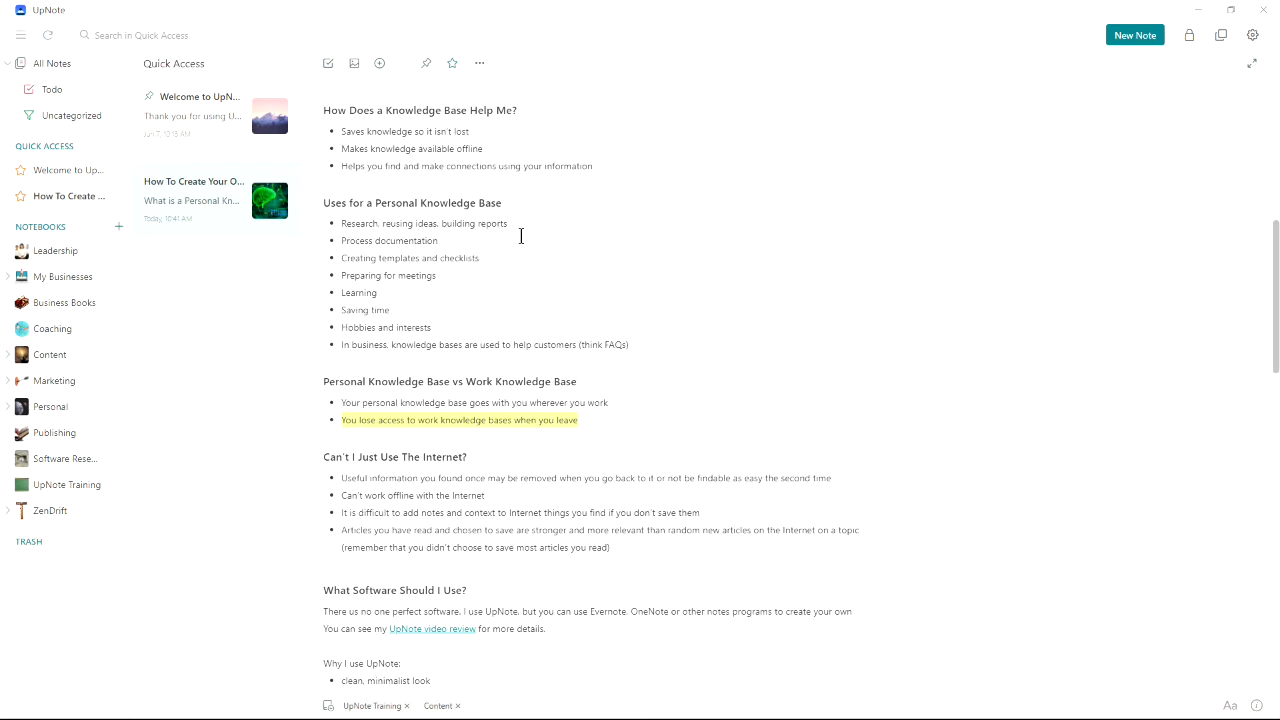 UpNote
Search in Quick Access
New Note
All Notes
Todo
Uncategorized
QUICK ACCESS
Welcome to Up...
How To Create ...
NOTEBOOKS
Leadership
My Businesses
Business Books
Coaching
Content
Marketing
Personal
Publishing
Software Rese...
UpNote Training
ZenDrift
TRASH
Quick Access
Welcome to UpN...
Thank you for using U...
Jun 7, 10:13 AM
How To Create Your O...
What is a Personal Kn...
Today, 10:41 AM
How Does a Knowledge Base Help Me?
• Saves knowledge so it isn't lost
• Makes knowledge available offline
• Helps you find and make connections using your information
Uses for a Personal Knowledge Base
• Research, reusing ideas, building reports
• Process documentation
• Creating templates and checklists
• Preparing for meetings
• Learning
• Saving time
• Hobbies and interests
• In business, knowledge bases are used to help customers (think FAQs)
Personal Knowledge Base vs Work Knowledge Base
• Your personal knowledge base goes with you wherever you work
• You lose access to work knowledge bases when you leave
Can't I Just Use The Internet?
• Useful information you found once may be removed when you go back to it or not be findable as easy the second time
• Can't work offline with the Internet
• It is difficult to add notes and context to Internet things you find if you don't save them
• Articles you have read and chosen to save are stronger and more relevant than random new articles on the Internet on a topic
(remember that you didn't choose to save most articles you read)
What Software Should I Use?
There us no one perfect software. I use UpNote, but you can use Evernote, OneNote or other notes programs to create your own
You can see my UpNote video review for more details.
Why I use UpNote:
• clean, minimalist look
UpNote Training ×
Content ×
Aa